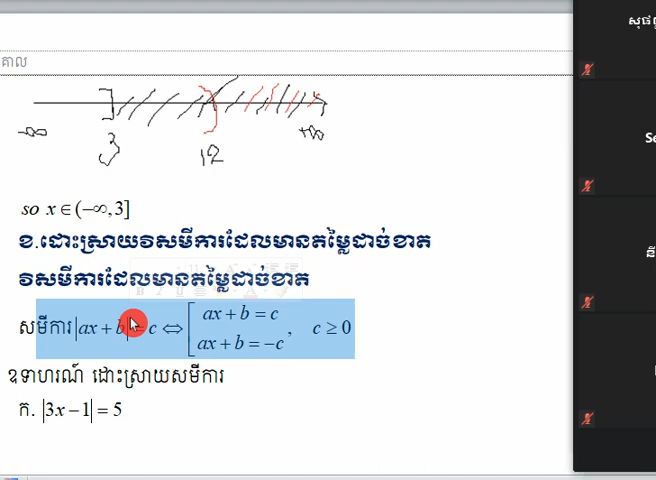 គោល
-∞ 3 12 +∞
so x ∈ (−∞,3]
ខ.ដោះស្រាយវិសមីការដែលមានតម្លៃដាច់ខាត
វិសមីការដែលមានតម្លៃដាច់ខាត
សមីការ |ax + b| = c ⇔ [ax + b = c
ax + b = −c, c ≥ 0
ឧទាហរណ៍ ដោះស្រាយសមីការ
ក. |3x − 1| = 5
Se